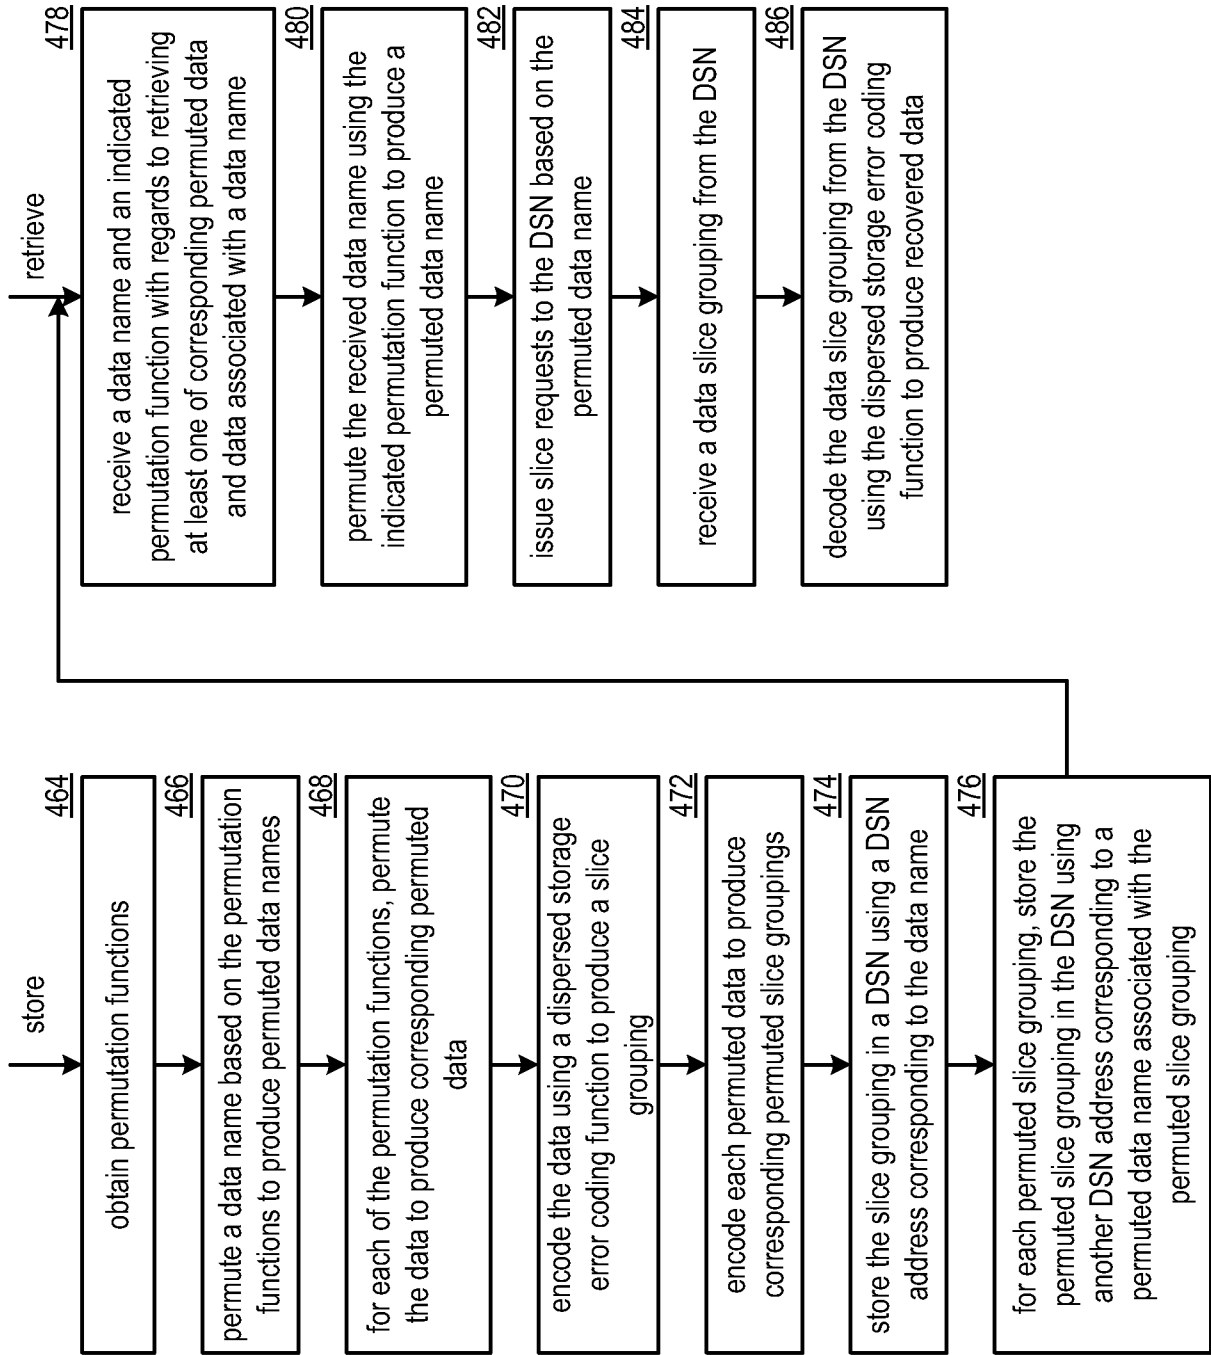 store
464
obtain permutation functions
466
permute a data name based on the permutation
functions to produce permuted data names
468
for each of the permutation functions, permute
the data to produce corresponding permuted
data
470
encode the data using a dispersed storage
error coding function to produce a slice
grouping
472
encode each permuted data to produce
corresponding permuted slice groupings
474
store the slice grouping in a DSN using a DSN
address corresponding to the data name
476
for each permuted slice grouping, store the
permuted slice grouping in the DSN using
another DSN address corresponding to a
permuted data name associated with the
permuted slice grouping
retrieve
478
receive a data name and an indicated
permutation function with regards to retrieving
at least one of corresponding permuted data
and data associated with a data name
480
permute the received data name using the
indicated permutation function to produce a
permuted data name
482
issue slice requests to the DSN based on the
permuted data name
484
receive a data slice grouping from the DSN
486
decode the data slice grouping from the DSN
using the dispersed storage error coding
function to produce recovered data